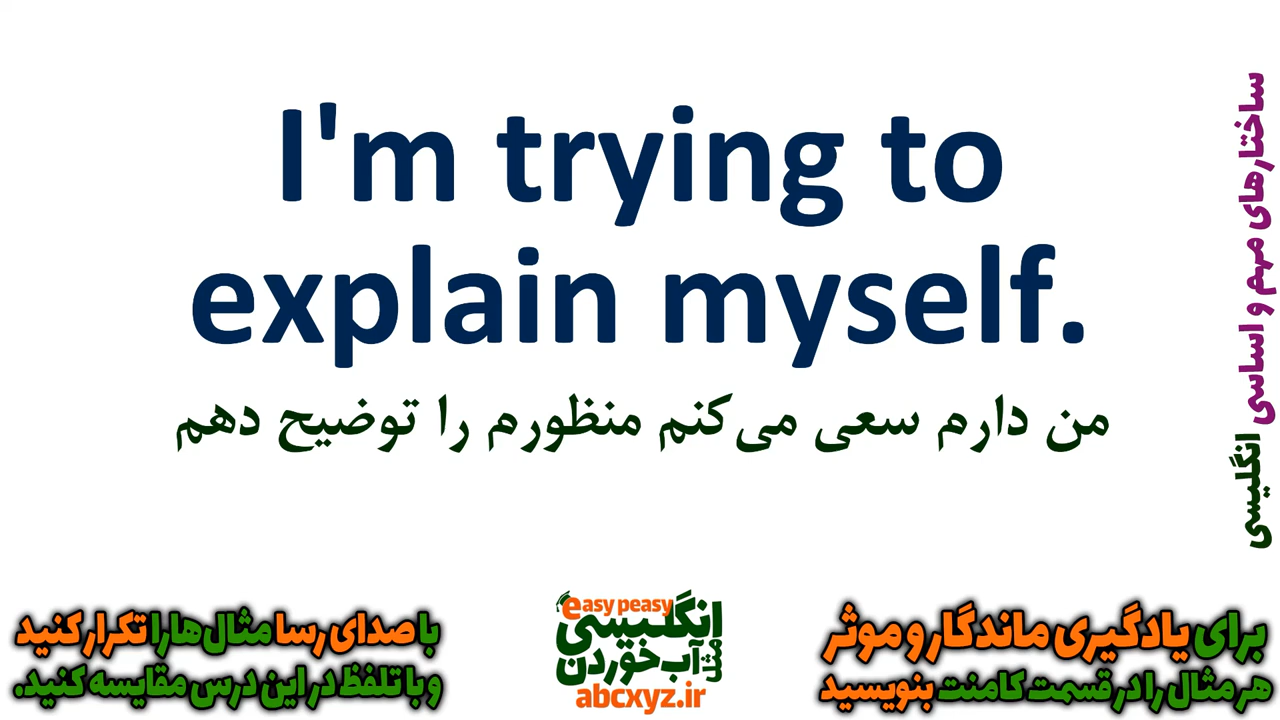 I'm trying to
explain myself.
من دارم سعی می‌کنم منظورم را توضیح دهم
ساختارهای مهم و اساسی انگلیسی
برای یادگیری ماندگار و موثر
هر مثال را در قسمت کامنت بنویسید
easy peasy
انگلیسی
مثل آب خوردن
abcxyz.ir
با صدای رسا مثال‌ها را تکرار کنید
و با تلفظ در این درس مقایسه کنید.